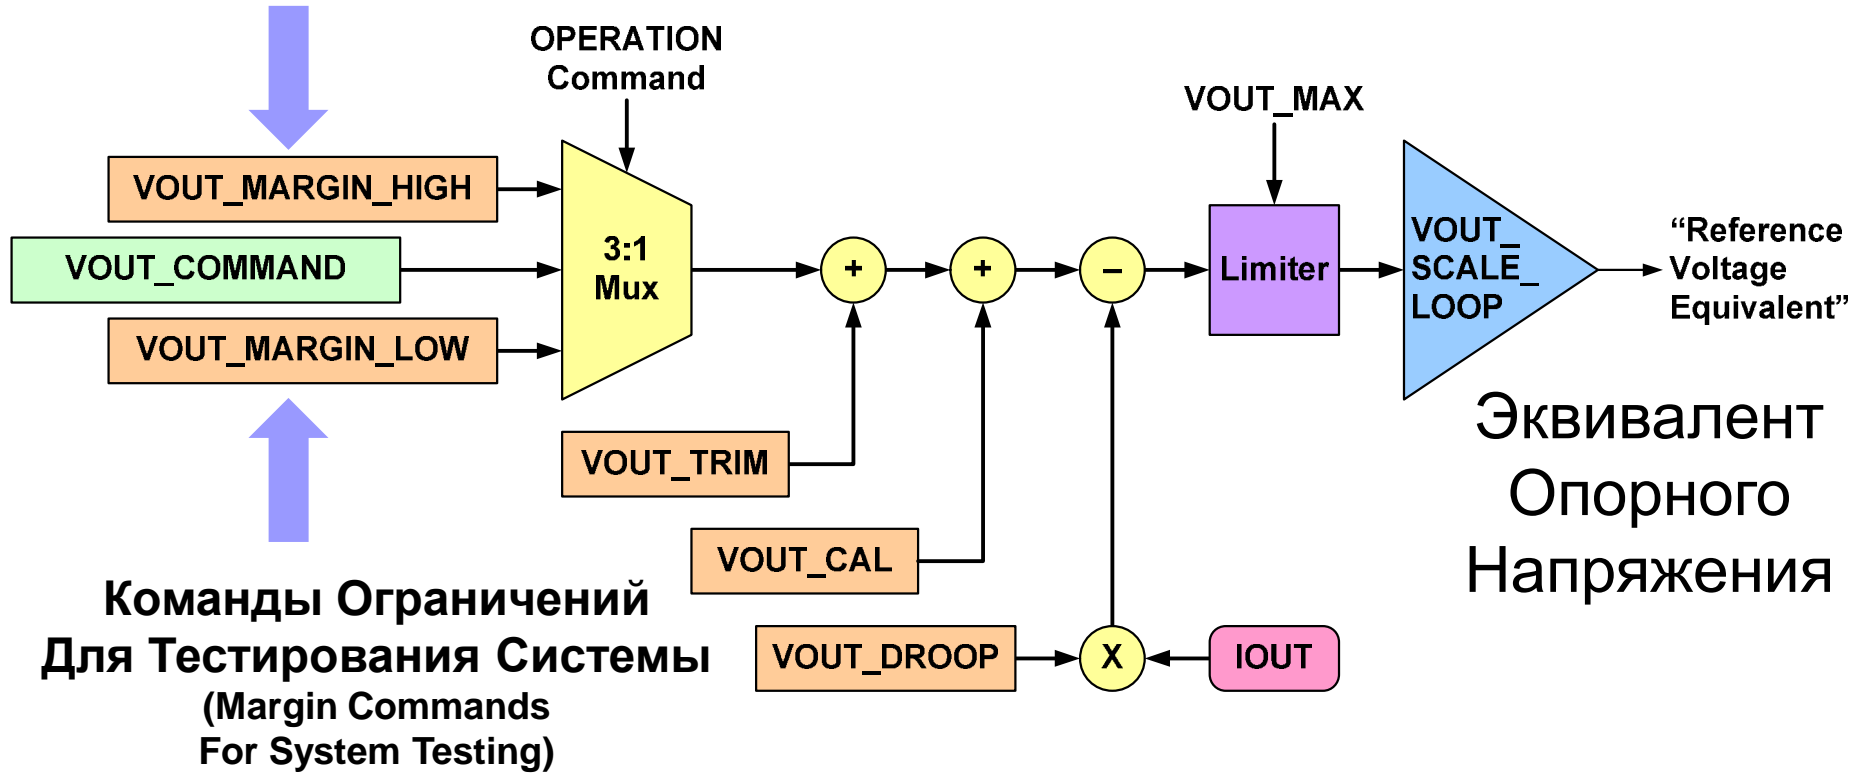 OPERATION
Command
VOUT_MAX
VOUT_MARGIN_HIGH
VOUT_COMMAND
VOUT_MARGIN_LOW
3:1
Mux
+
+
–
Limiter
VOUT_
SCALE_
LOOP
“Reference
Voltage
Equivalent”
Эквивалент
Опорного
Напряжения
VOUT_TRIM
VOUT_CAL
VOUT_DROOP
X
IOUT
Команды Ограничений
Для Тестирования Системы
(Margin Commands
For System Testing)